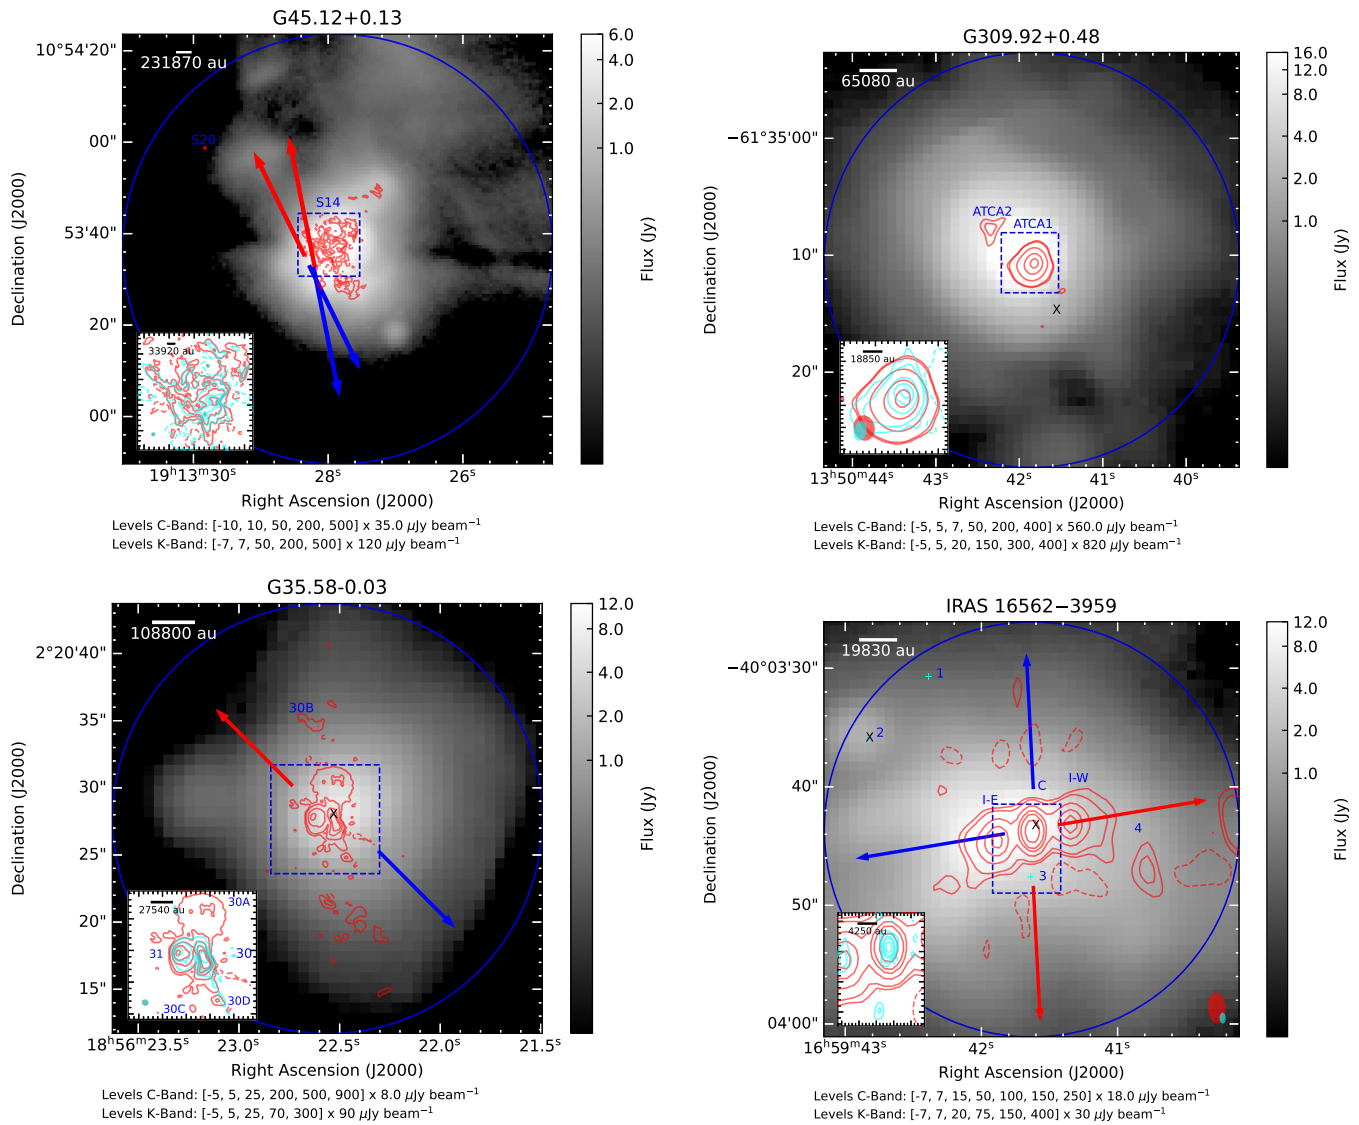 G45.12+0.13
231870 au
10°54'20"
00"
53'40"
20"
00"
S20
S14
33920 au
19ʰ13ᵐ30ˢ
28ˢ
26ˢ
Declination (J2000)
Right Ascension (J2000)
6.0
4.0
2.0
1.0
Flux (Jy)
Levels C-Band: [-10, 10, 50, 200, 500] x 35.0 μJy beam⁻¹
Levels K-Band: [-7, 7, 50, 200, 500] x 120 μJy beam⁻¹
G309.92+0.48
65080 au
−61°35'00"
10"
20"
ATCA2
ATCA1
X
18850 au
13ʰ50ᵐ44ˢ
43ˢ
42ˢ
41ˢ
40ˢ
Declination (J2000)
Right Ascension (J2000)
16.0
12.0
8.0
4.0
2.0
1.0
Flux (Jy)
Levels C-Band: [-5, 5, 7, 50, 200, 400] x 560.0 μJy beam⁻¹
Levels K-Band: [-5, 5, 20, 150, 300, 400] x 820 μJy beam⁻¹
G35.58-0.03
108800 au
2°20'40"
35"
30"
25"
20"
15"
30B
X
27540 au
30A
31
30
30C
30D
18ʰ56ᵐ23.5ˢ
23.0ˢ
22.5ˢ
22.0ˢ
21.5ˢ
Declination (J2000)
Right Ascension (J2000)
12.0
8.0
4.0
2.0
1.0
Flux (Jy)
Levels C-Band: [-5, 5, 25, 200, 500, 900] x 8.0 μJy beam⁻¹
Levels K-Band: [-5, 5, 25, 70, 300] x 90 μJy beam⁻¹
IRAS 16562−3959
19830 au
−40°03'30"
40"
50"
04'00"
1
X 2
C
I-W
I-E
X
4
3
4250 au
16ʰ59ᵐ43ˢ
42ˢ
41ˢ
Declination (J2000)
Right Ascension (J2000)
12.0
8.0
4.0
2.0
1.0
Flux (Jy)
Levels C-Band: [-7, 7, 15, 50, 100, 150, 250] x 18.0 μJy beam⁻¹
Levels K-Band: [-7, 7, 20, 75, 150, 400] x 30 μJy beam⁻¹